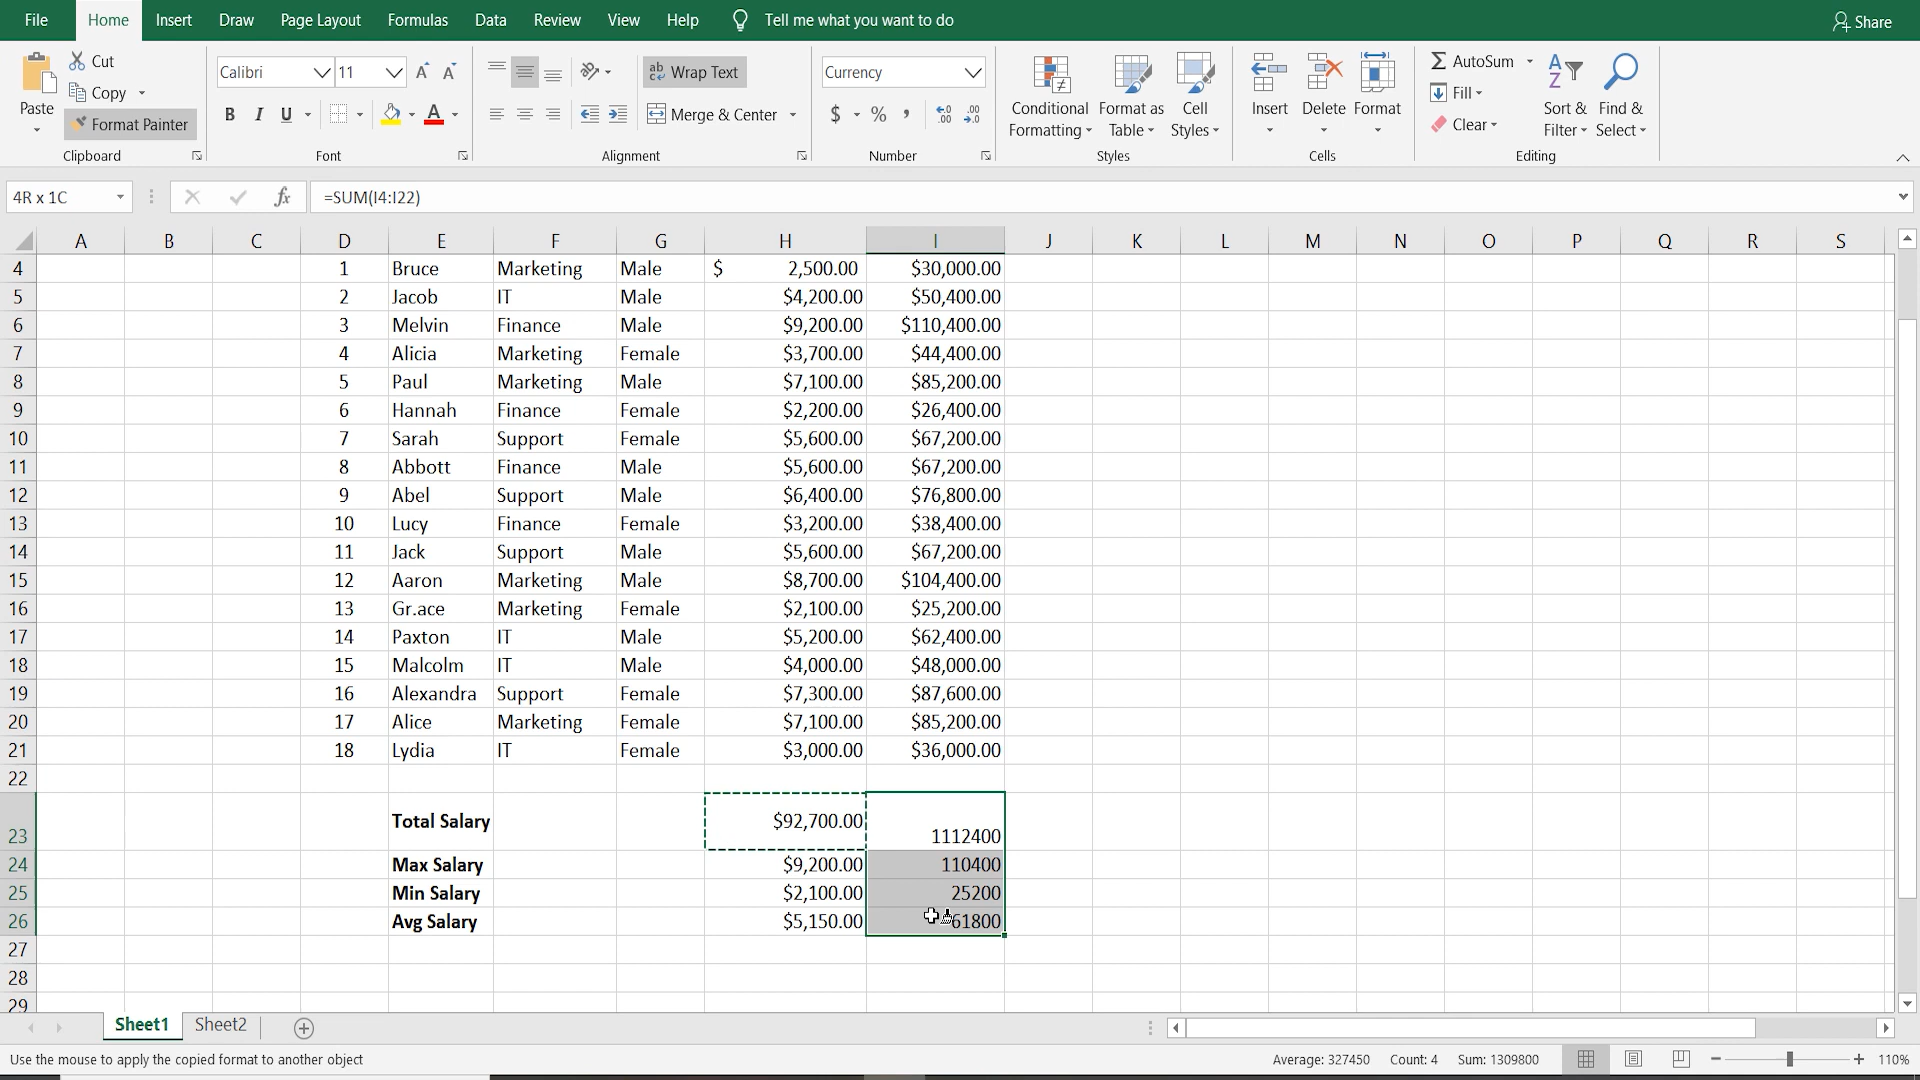 File Home Insert Draw Page Layout Formulas Data Review View Help Tell me what you want to do Share
Paste Cut Copy Format Painter Clipboard
Calibri 11 A A B I U A Font
ab Wrap Text Merge & Center Alignment
Currency $ % , Number
Conditional Formatting Format as Table Cell Styles Styles
Insert Delete Format Cells
AutoSum Fill Clear Sort & Filter Find & Select Editing
4R x 1C fx =SUM(I4:I22)
A B C D E F G H I J K L M N O P Q R S
4 1 Bruce Marketing Male $ 2,500.00 $30,000.00
5 2 Jacob IT Male $4,200.00 $50,400.00
6 3 Melvin Finance Male $9,200.00 $110,400.00
7 4 Alicia Marketing Female $3,700.00 $44,400.00
8 5 Paul Marketing Male $7,100.00 $85,200.00
9 6 Hannah Finance Female $2,200.00 $26,400.00
10 7 Sarah Support Female $5,600.00 $67,200.00
11 8 Abbott Finance Male $5,600.00 $67,200.00
12 9 Abel Support Male $6,400.00 $76,800.00
13 10 Lucy Finance Female $3,200.00 $38,400.00
14 11 Jack Support Male $5,600.00 $67,200.00
15 12 Aaron Marketing Male $8,700.00 $104,400.00
16 13 Gr.ace Marketing Female $2,100.00 $25,200.00
17 14 Paxton IT Male $5,200.00 $62,400.00
18 15 Malcolm IT Male $4,000.00 $48,000.00
19 16 Alexandra Support Female $7,300.00 $87,600.00
20 17 Alice Marketing Female $7,100.00 $85,200.00
21 18 Lydia IT Female $3,000.00 $36,000.00
22
23 Total Salary $92,700.00 1112400
24 Max Salary $9,200.00 110400
25 Min Salary $2,100.00 25200
26 Avg Salary $5,150.00 61800
27
28
29
Sheet1 Sheet2
Use the mouse to apply the copied format to another object Average: 327450 Count: 4 Sum: 1309800 110%